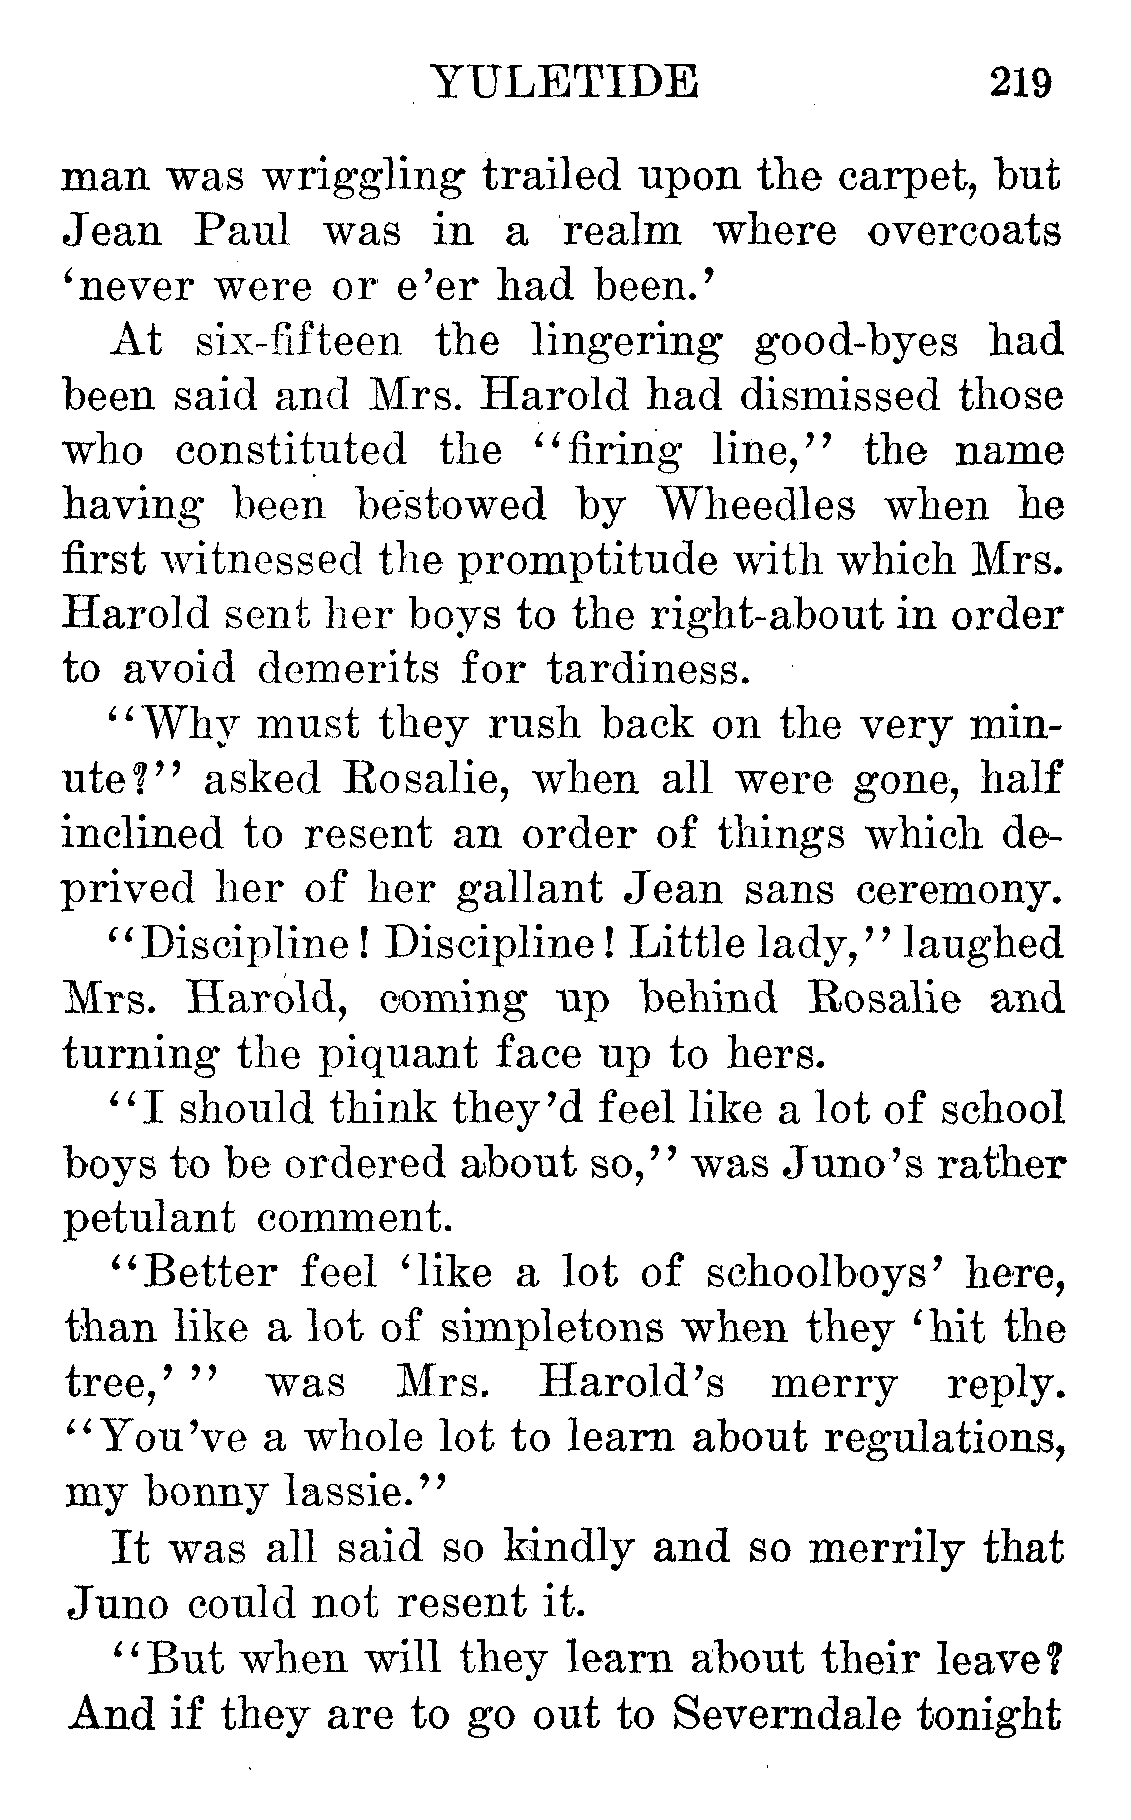 YULETIDE 219
man was wriggling trailed upon the carpet, but
Jean Paul was in a realm where overcoats
'never were or e'er had been.'
At six-fifteen the lingering good-byes had
been said and Mrs. Harold had dismissed those
who constituted the "firing line," the name
having been bestowed by Wheedles when he
first witnessed the promptitude with which Mrs.
Harold sent her boys to the right-about in order
to avoid demerits for tardiness.
"Why must they rush back on the very min-
ute?" asked Rosalie, when all were gone, half
inclined to resent an order of things which de-
prived her of her gallant Jean sans ceremony.
"Discipline! Discipline! Little lady," laughed
Mrs. Harold, coming up behind Rosalie and
turning the piquant face up to hers.
"I should think they'd feel like a lot of school
boys to be ordered about so," was Juno's rather
petulant comment.
"Better feel 'like a lot of schoolboys' here,
than like a lot of simpletons when they 'hit the
tree,' " was Mrs. Harold's merry reply.
"You've a whole lot to learn about regulations,
my bonny lassie."
It was all said so kindly and so merrily that
Juno could not resent it.
"But when will they learn about their leave?
And if they are to go out to Severndale tonight